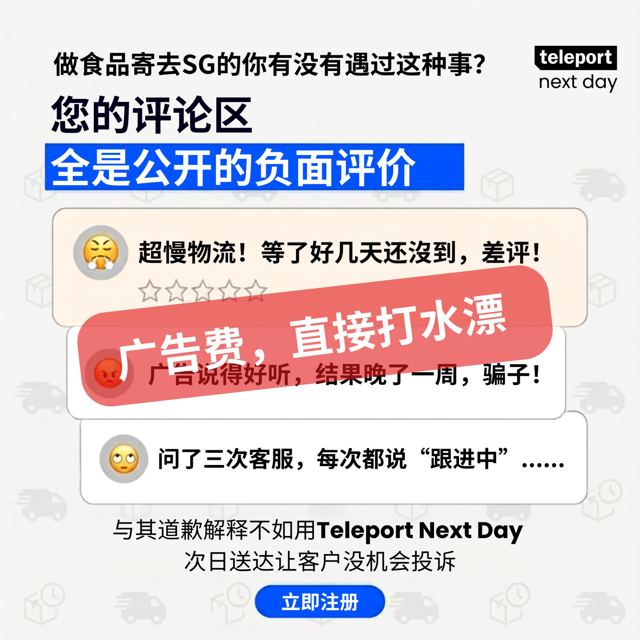 做食品寄去SG的你有没有遇过这种事？
teleport
next day
您的评论区
全是公开的负面评价
超慢物流！等了好几天还沒到，差评！
广告费，直接打水漂
广告说得好听，结果晚了一周，骗子！
问了三次客服，每次都说“跟进中”……
与其道歉解释不如用Teleport Next Day
次日送达让客户没机会投诉
立即注册